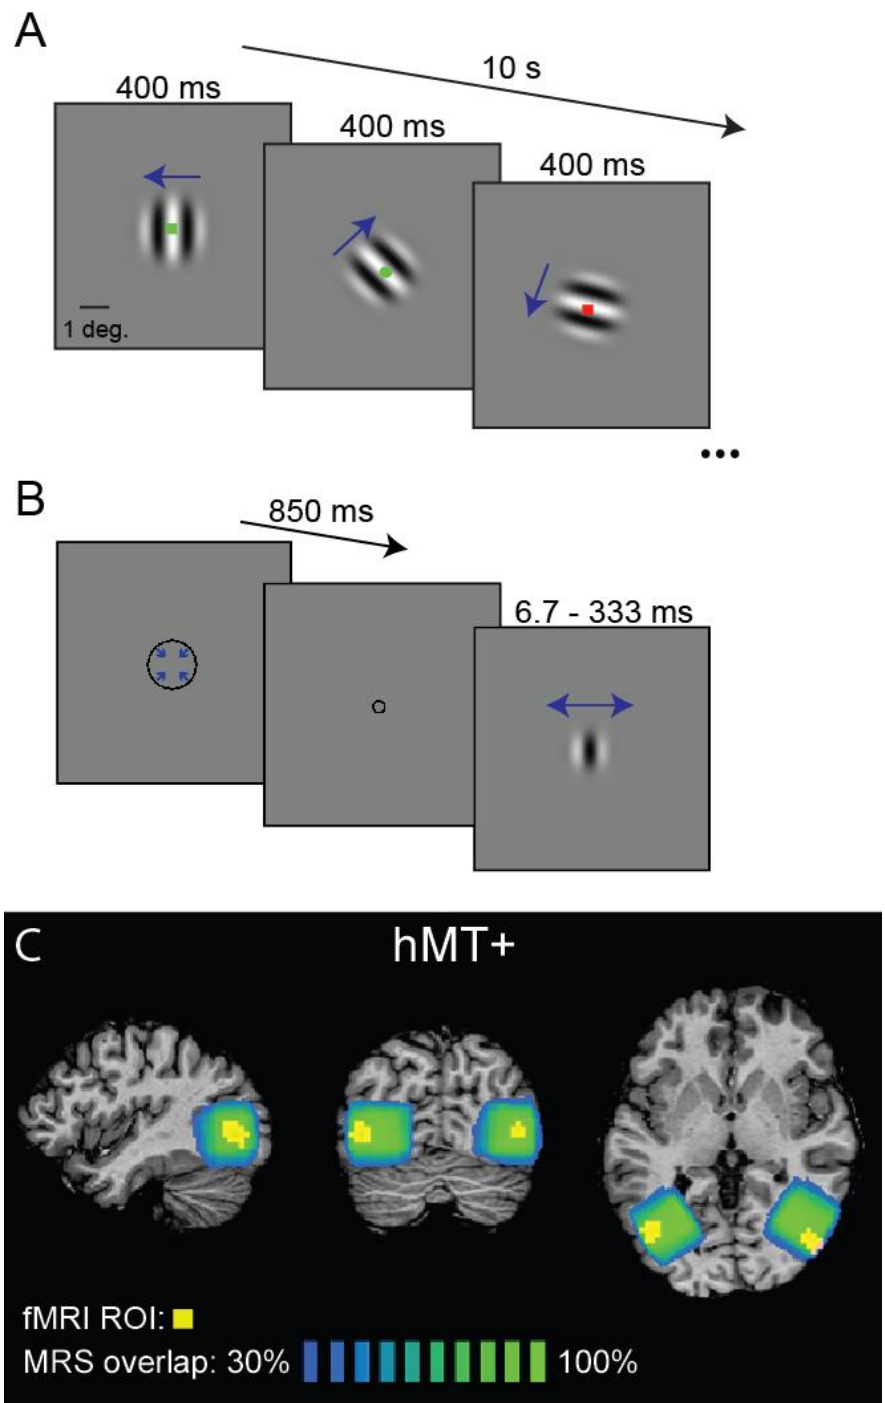 A
10 s
400 ms
400 ms
400 ms
1 deg.
•••
B
850 ms
6.7 - 333 ms
C
hMT+
fMRI ROI:
MRS overlap: 30% 100%